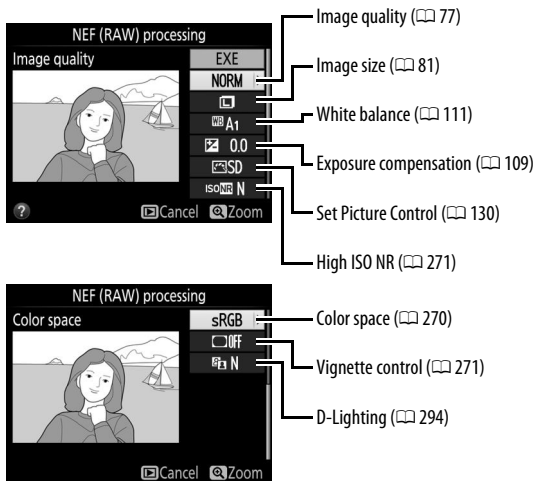 NEF (RAW) processing
Image quality
EXE
NORM
WB A1
0.0
SD
ISO NR N
? Cancel Zoom
Image quality (77)
Image size (81)
White balance (111)
Exposure compensation (109)
Set Picture Control (130)
High ISO NR (271)
NEF (RAW) processing
Color space
sRGB
OFF
N
Cancel Zoom
Color space (270)
Vignette control (271)
D-Lighting (294)